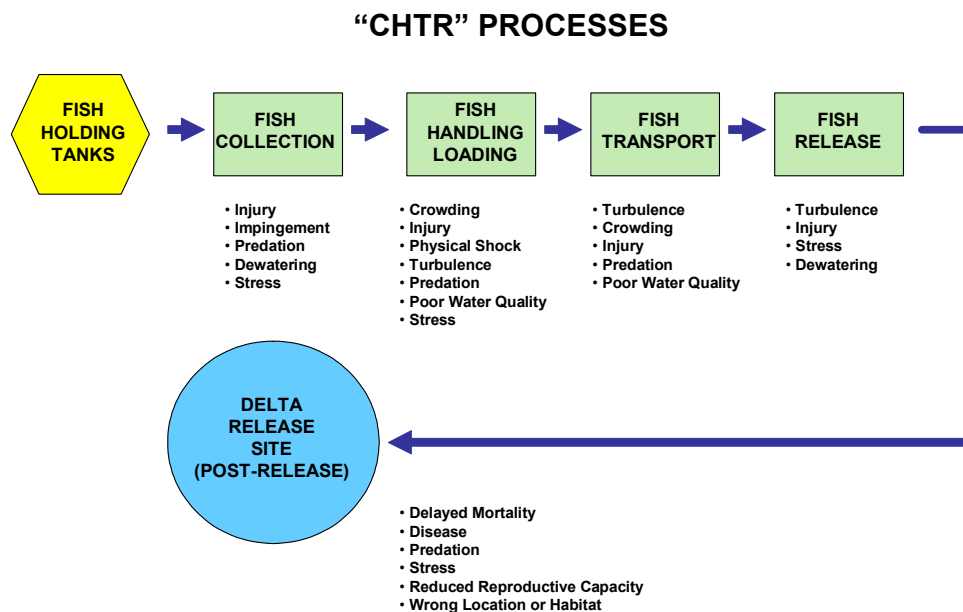 “CHTR” PROCESSES
FISH
HOLDING
TANKS
FISH
COLLECTION
FISH
HANDLING
LOADING
FISH
TRANSPORT
FISH
RELEASE
• Injury
• Impingement
• Predation
• Dewatering
• Stress
• Crowding
• Injury
• Physical Shock
• Turbulence
• Predation
• Poor Water Quality
• Stress
• Turbulence
• Crowding
• Injury
• Predation
• Poor Water Quality
• Turbulence
• Injury
• Stress
• Dewatering
DELTA
RELEASE
SITE
(POST-RELEASE)
• Delayed Mortality
• Disease
• Predation
• Stress
• Reduced Reproductive Capacity
• Wrong Location or Habitat